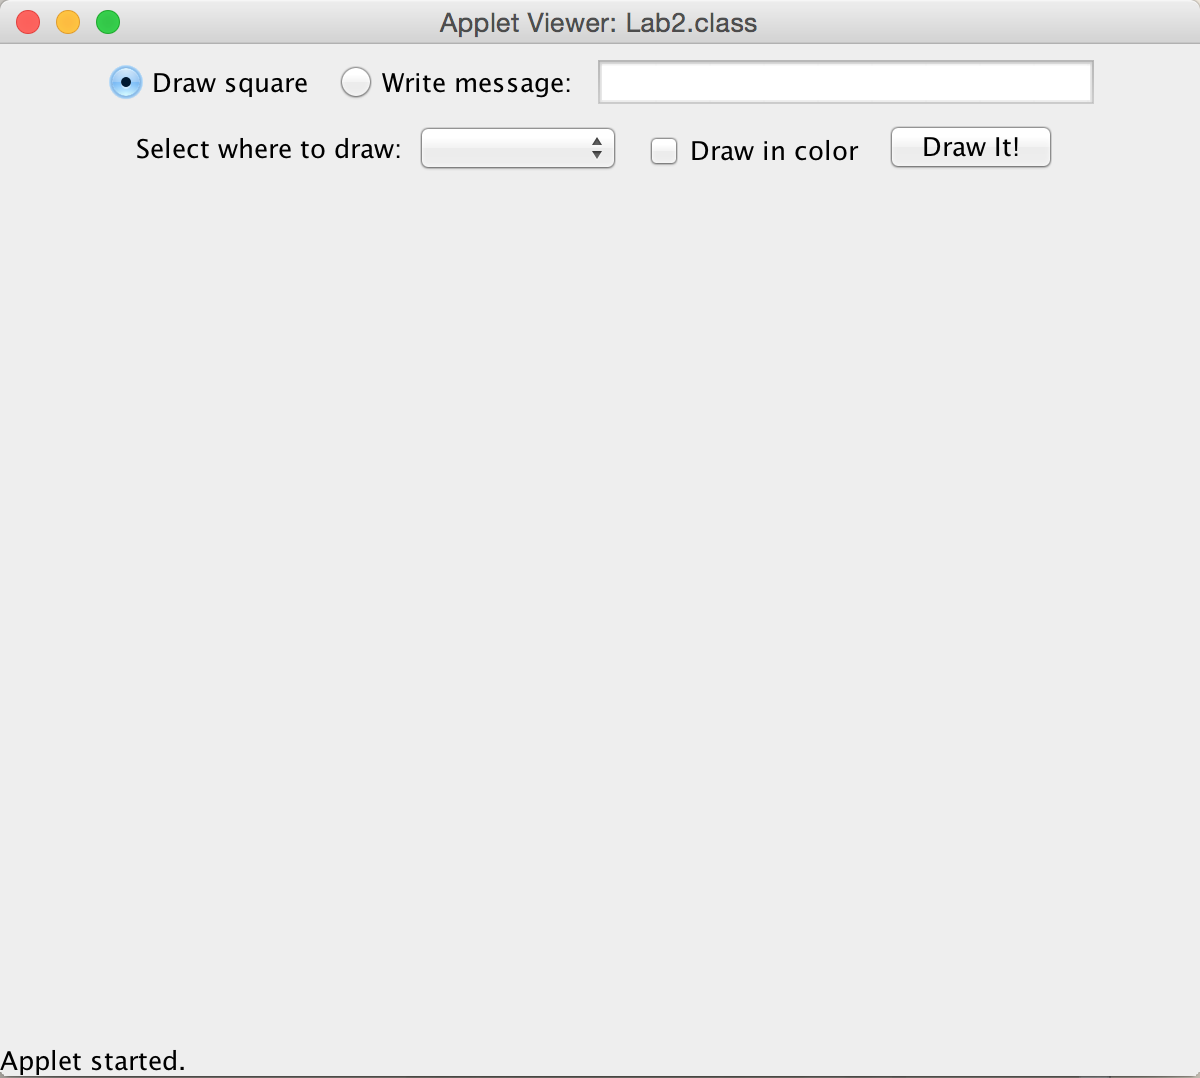 Applet Viewer: Lab2.class
Draw square Write message:
Select where to draw: Draw in color Draw It!
Applet started.